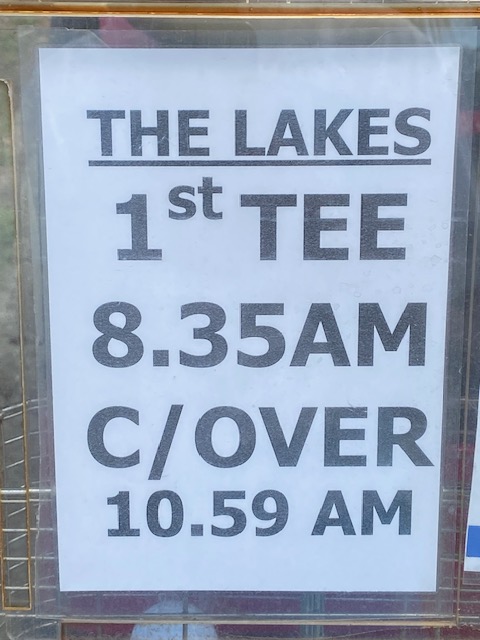 THE LAKES
1st TEE
8.35AM
C/OVER
10.59 AM